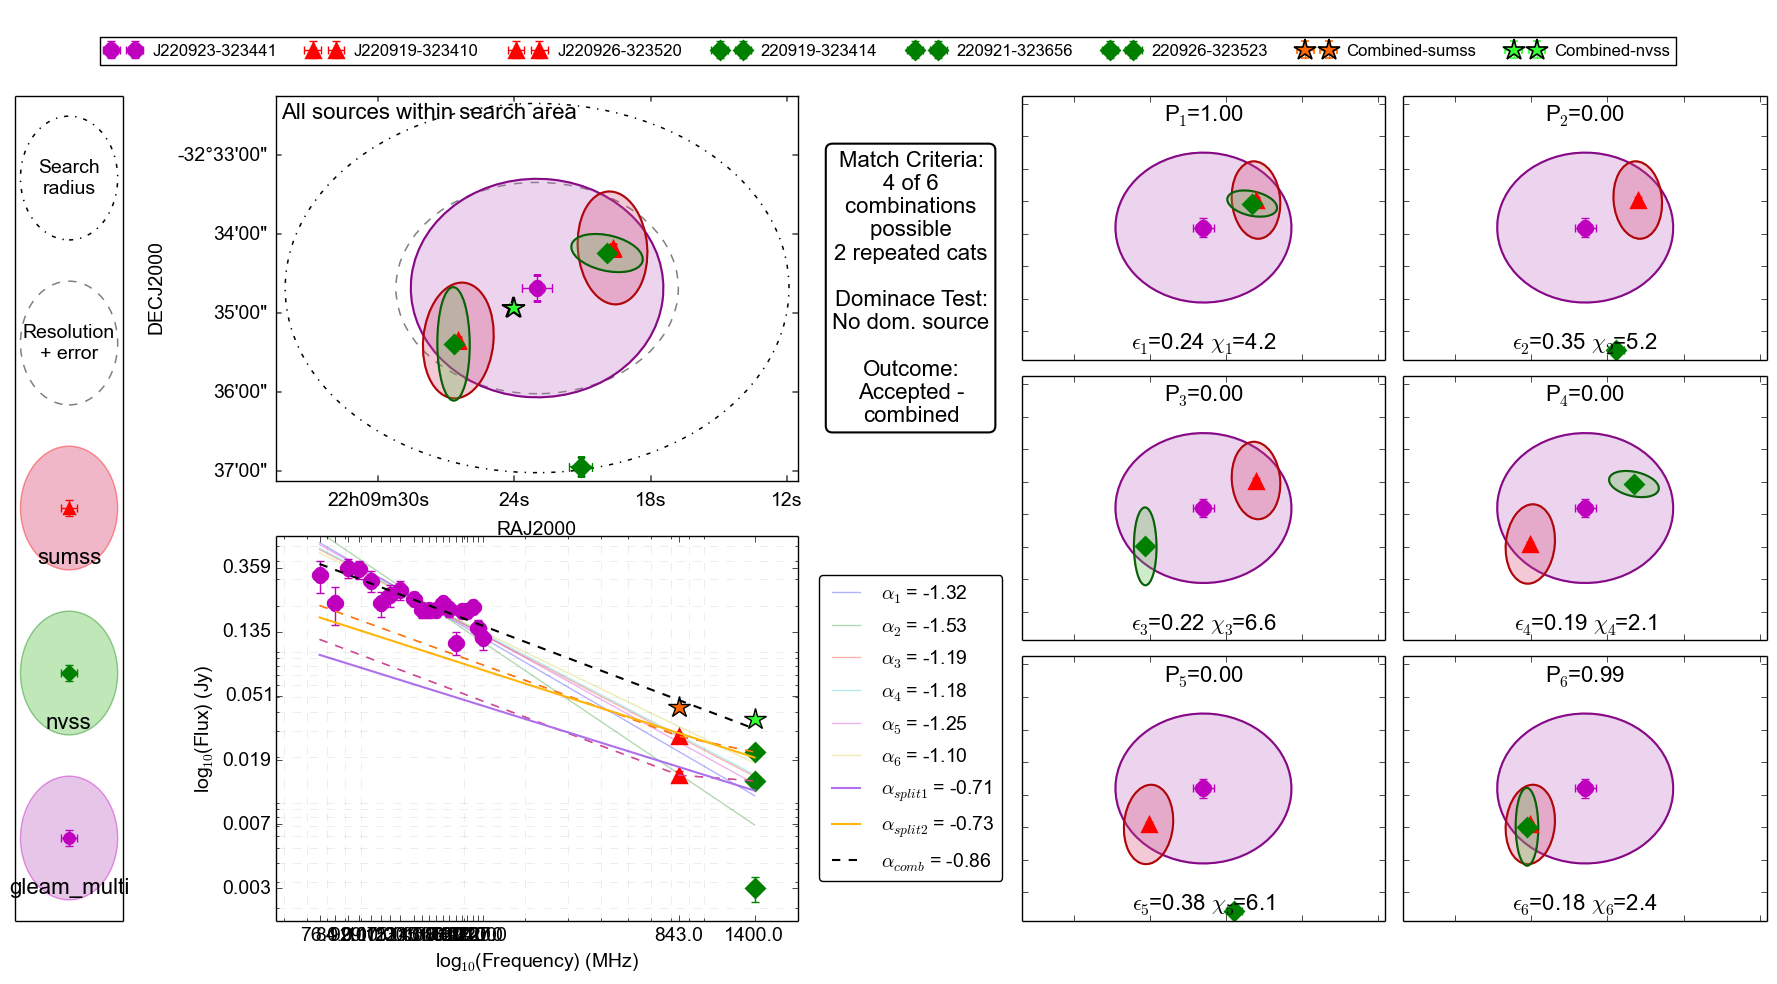 J220923-323441 J220919-323410 J220926-323520 220919-323414 220921-323656 220926-323523 Combined-sumss Combined-nvss
Search
radius
Resolution
+ error
sumss
nvss
gleam_multi
All sources within search area
DECJ2000
-32°33'00"
34'00"
35'00"
36'00"
37'00"
22h09m30s 24s 18s 12s
RAJ2000
Match Criteria:
4 of 6
combinations
possible
2 repeated cats
Dominace Test:
No dom. source
Outcome:
Accepted -
combined
log10(Flux) (Jy)
0.359
0.135
0.051
0.019
0.007
0.003
843.0 1400.0
log10(Frequency) (MHz)
α1 = -1.32
α2 = -1.53
α3 = -1.19
α4 = -1.18
α5 = -1.25
α6 = -1.10
αsplit1 = -0.71
αsplit2 = -0.73
αcomb = -0.86
P1=1.00
ϵ1=0.24 χ1=4.2
P2=0.00
ϵ2=0.35 χ2=5.2
P3=0.00
ϵ3=0.22 χ3=6.6
P4=0.00
ϵ4=0.19 χ4=2.1
P5=0.00
ϵ5=0.38 χ5=6.1
P6=0.99
ϵ6=0.18 χ6=2.4